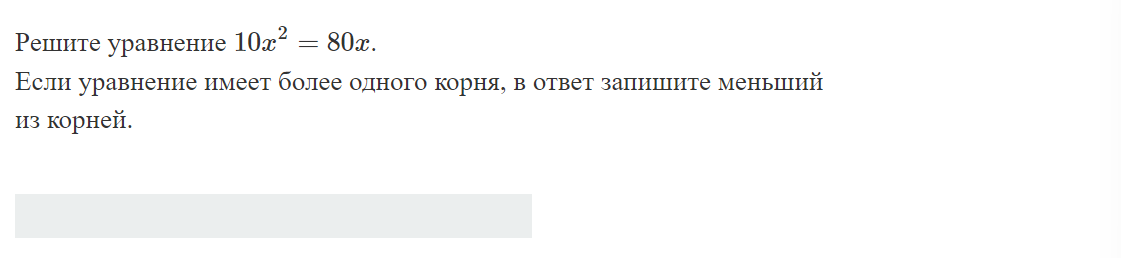 Решите уравнение 10x² = 80x.
Если уравнение имеет более одного корня, в ответ запишите меньший
из корней.